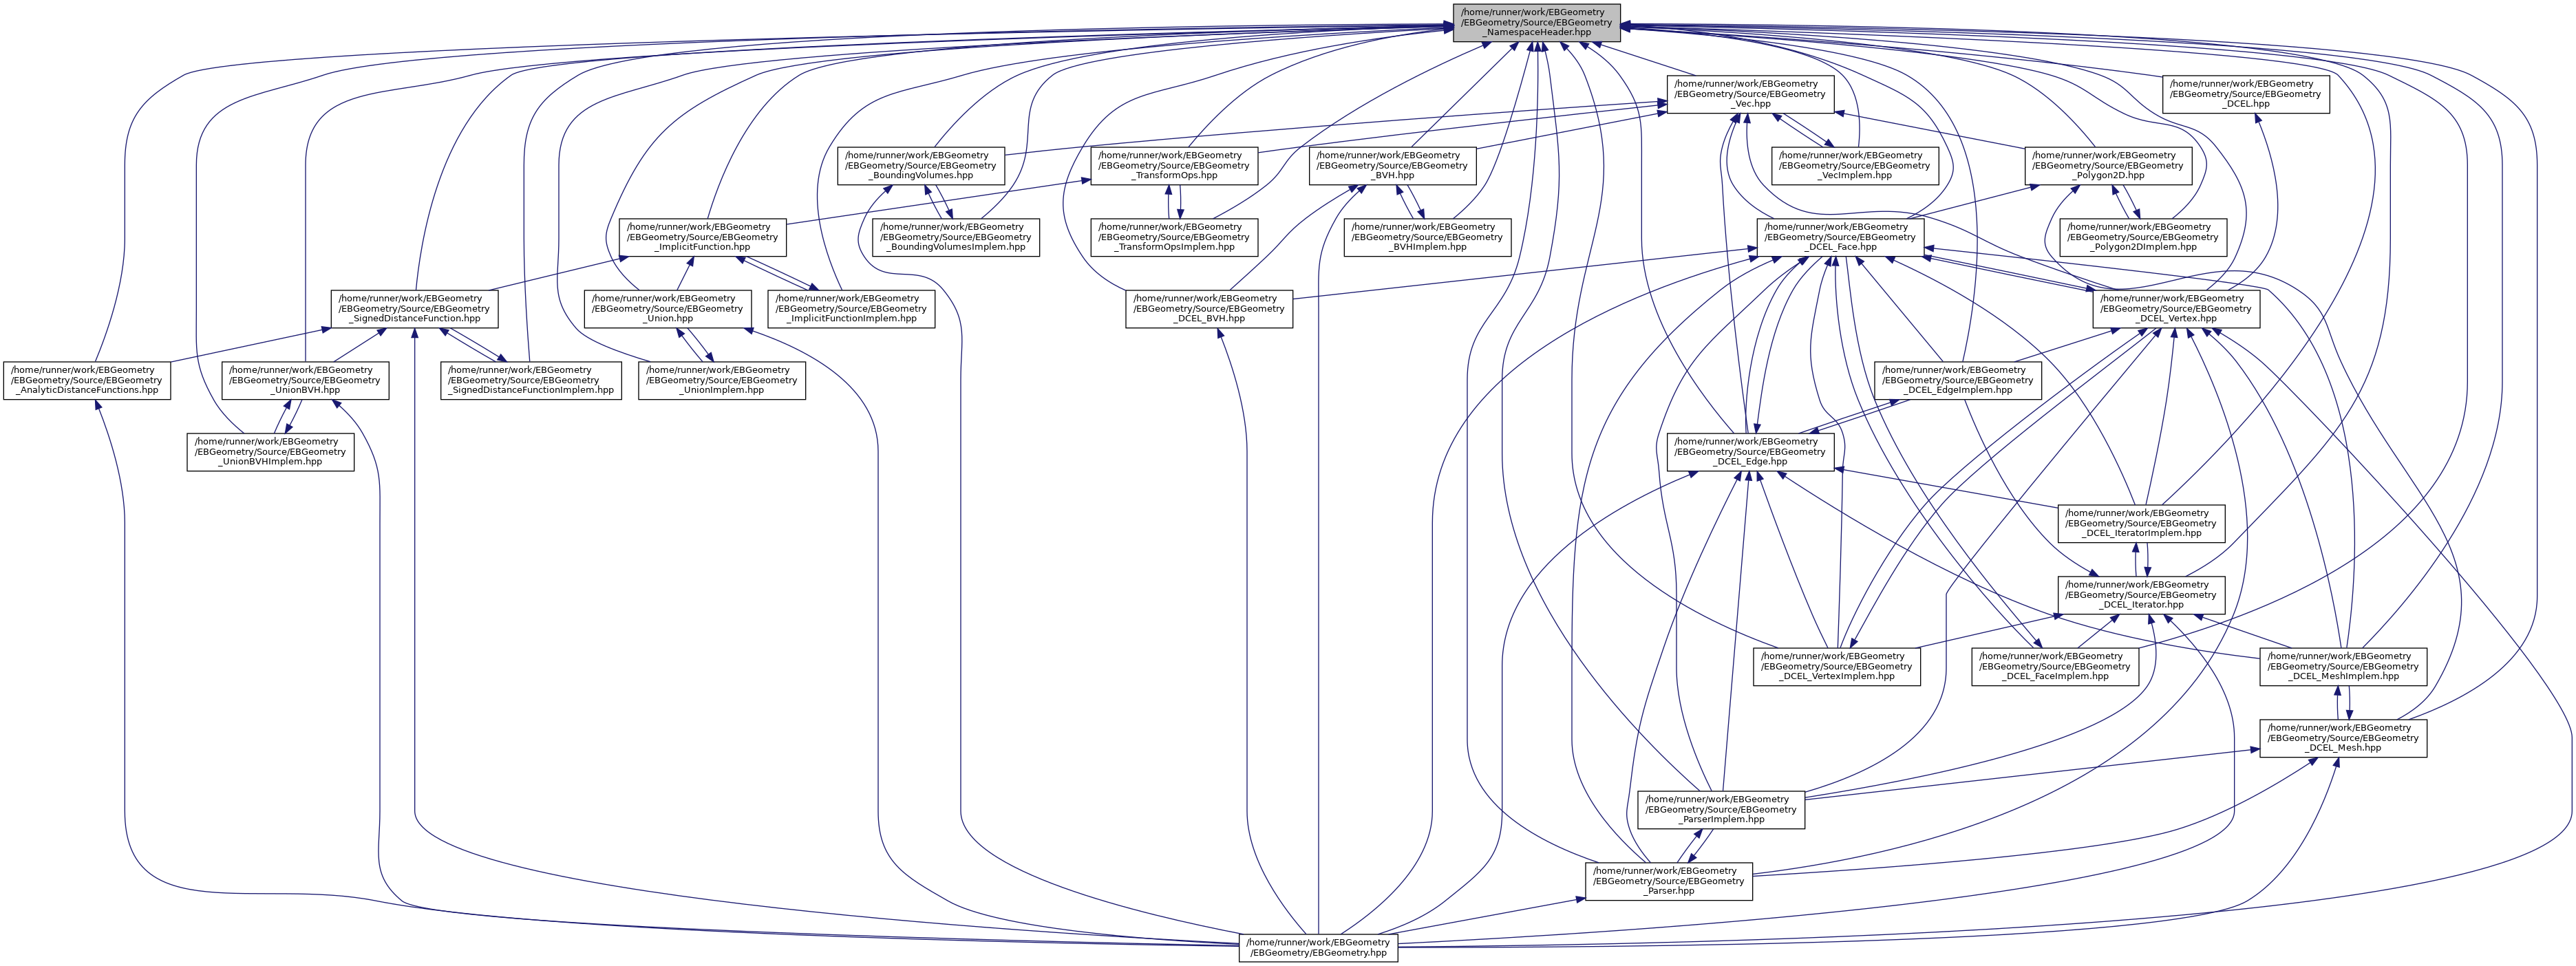 /home/runner/work/EBGeometry
/EBGeometry/Source/EBGeometry
_NamespaceHeader.hpp
/home/runner/work/EBGeometry
/EBGeometry/Source/EBGeometry
_Vec.hpp
/home/runner/work/EBGeometry
/EBGeometry/Source/EBGeometry
_DCEL.hpp
/home/runner/work/EBGeometry
/EBGeometry/Source/EBGeometry
_BoundingVolumes.hpp
/home/runner/work/EBGeometry
/EBGeometry/Source/EBGeometry
_TransformOps.hpp
/home/runner/work/EBGeometry
/EBGeometry/Source/EBGeometry
_BVH.hpp
/home/runner/work/EBGeometry
/EBGeometry/Source/EBGeometry
_VecImplem.hpp
/home/runner/work/EBGeometry
/EBGeometry/Source/EBGeometry
_Polygon2D.hpp
/home/runner/work/EBGeometry
/EBGeometry/Source/EBGeometry
_ImplicitFunction.hpp
/home/runner/work/EBGeometry
/EBGeometry/Source/EBGeometry
_BoundingVolumesImplem.hpp
/home/runner/work/EBGeometry
/EBGeometry/Source/EBGeometry
_TransformOpsImplem.hpp
/home/runner/work/EBGeometry
/EBGeometry/Source/EBGeometry
_BVHImplem.hpp
/home/runner/work/EBGeometry
/EBGeometry/Source/EBGeometry
_DCEL_Face.hpp
/home/runner/work/EBGeometry
/EBGeometry/Source/EBGeometry
_Polygon2DImplem.hpp
/home/runner/work/EBGeometry
/EBGeometry/Source/EBGeometry
_SignedDistanceFunction.hpp
/home/runner/work/EBGeometry
/EBGeometry/Source/EBGeometry
_Union.hpp
/home/runner/work/EBGeometry
/EBGeometry/Source/EBGeometry
_ImplicitFunctionImplem.hpp
/home/runner/work/EBGeometry
/EBGeometry/Source/EBGeometry
_DCEL_BVH.hpp
/home/runner/work/EBGeometry
/EBGeometry/Source/EBGeometry
_DCEL_Vertex.hpp
/home/runner/work/EBGeometry
/EBGeometry/Source/EBGeometry
_AnalyticDistanceFunctions.hpp
/home/runner/work/EBGeometry
/EBGeometry/Source/EBGeometry
_UnionBVH.hpp
/home/runner/work/EBGeometry
/EBGeometry/Source/EBGeometry
_SignedDistanceFunctionImplem.hpp
/home/runner/work/EBGeometry
/EBGeometry/Source/EBGeometry
_UnionImplem.hpp
/home/runner/work/EBGeometry
/EBGeometry/Source/EBGeometry
_DCEL_EdgeImplem.hpp
/home/runner/work/EBGeometry
/EBGeometry/Source/EBGeometry
_UnionBVHImplem.hpp
/home/runner/work/EBGeometry
/EBGeometry/Source/EBGeometry
_DCEL_Edge.hpp
/home/runner/work/EBGeometry
/EBGeometry/Source/EBGeometry
_DCEL_IteratorImplem.hpp
/home/runner/work/EBGeometry
/EBGeometry/Source/EBGeometry
_DCEL_Iterator.hpp
/home/runner/work/EBGeometry
/EBGeometry/Source/EBGeometry
_DCEL_VertexImplem.hpp
/home/runner/work/EBGeometry
/EBGeometry/Source/EBGeometry
_DCEL_FaceImplem.hpp
/home/runner/work/EBGeometry
/EBGeometry/Source/EBGeometry
_DCEL_MeshImplem.hpp
/home/runner/work/EBGeometry
/EBGeometry/Source/EBGeometry
_DCEL_Mesh.hpp
/home/runner/work/EBGeometry
/EBGeometry/Source/EBGeometry
_ParserImplem.hpp
/home/runner/work/EBGeometry
/EBGeometry/Source/EBGeometry
_Parser.hpp
/home/runner/work/EBGeometry
/EBGeometry/EBGeometry.hpp